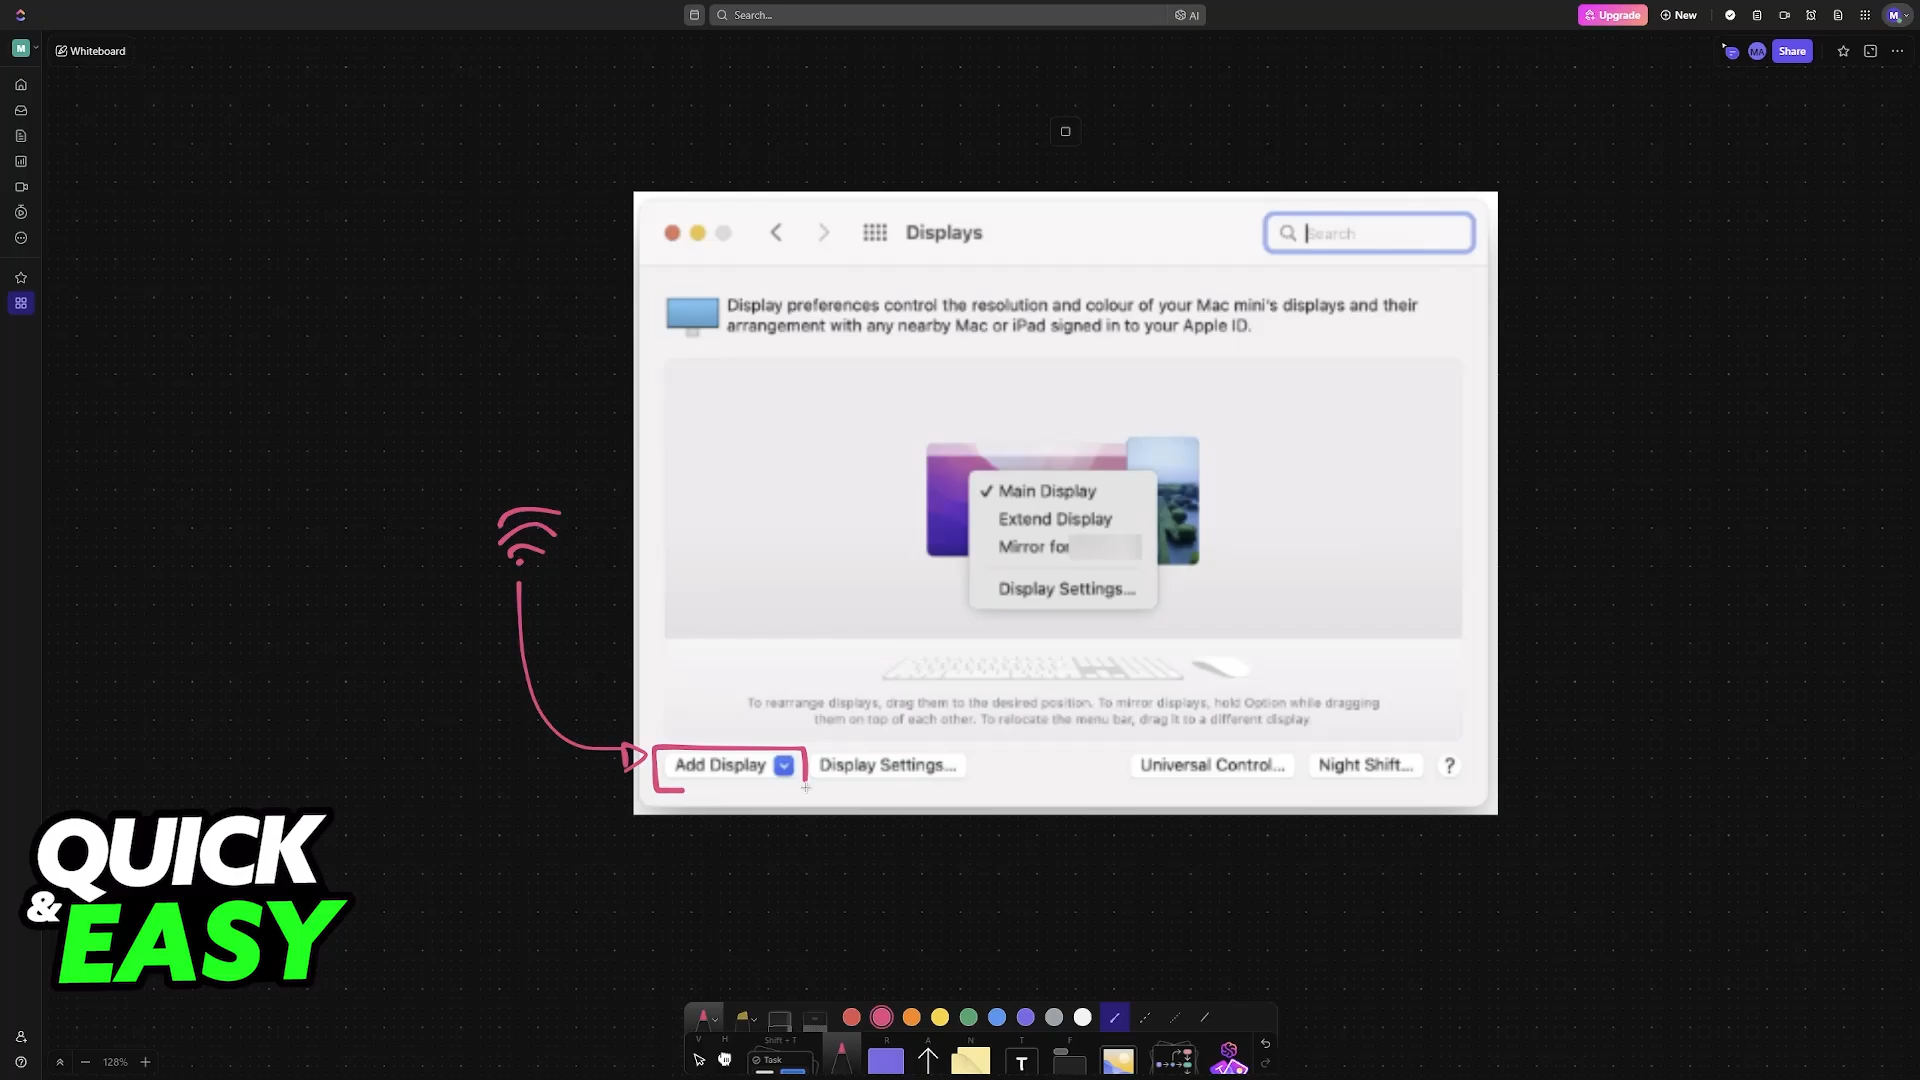 Search...
AI
Upgrade
New
M
M
Whiteboard
MA
Share
Displays
Search
Display preferences control the resolution and colour of your Mac mini's displays and their
arrangement with any nearby Mac or iPad signed in to your Apple ID.
✓ Main Display
Extend Display
Mirror for
Display Settings...
To rearrange displays, drag them to the desired position. To mirror displays, hold Option while dragging
them on top of each other. To relocate the menu bar, drag it to a different display.
Add Display
Display Settings...
Universal Control...
Night Shift...
?
QUICK
& EASY
V
H
Shift + T
R
A
N
T
F
Task
T
128%